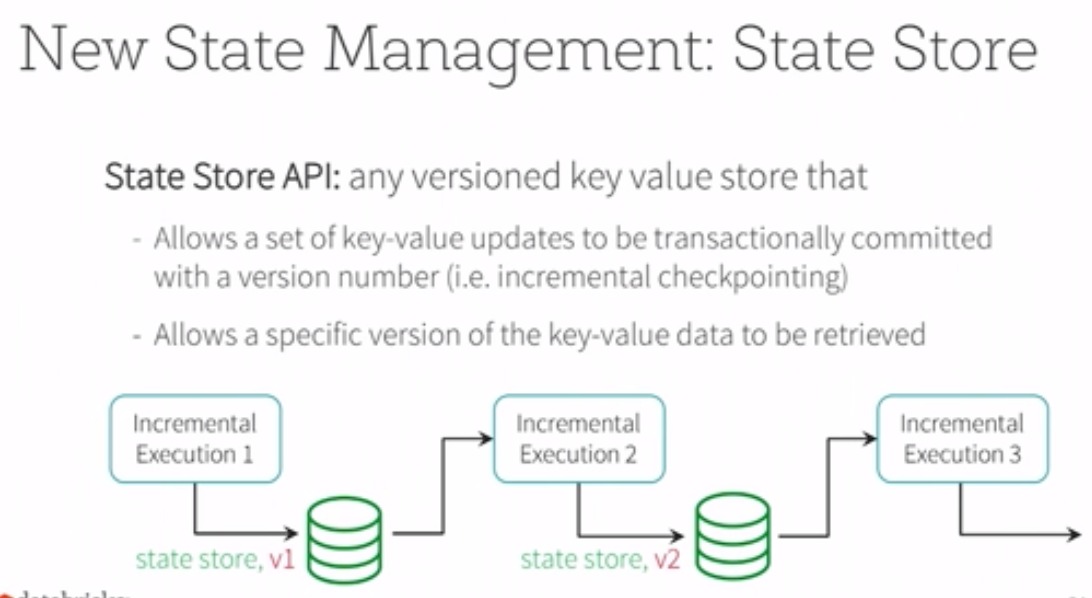 New State Management: State Store
State Store API: any versioned key value store that
- Allows a set of key-value updates to be transactionally committed
with a version number (i.e. incremental checkpointing)
- Allows a specific version of the key-value data to be retrieved
Incremental
Execution 1
Incremental
Execution 2
Incremental
Execution 3
state store, v1
state store, v2
databricks